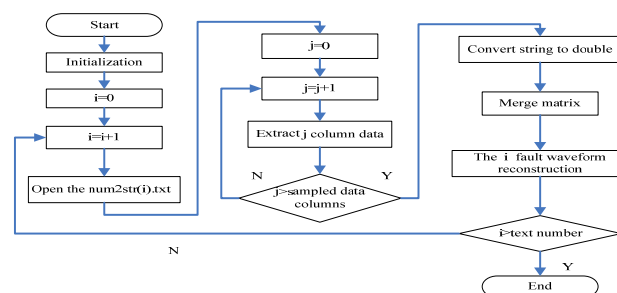 Start
Initialization
i=0
i=i+1
Open the num2str(i).txt
j=0
j=j+1
Extract j column data
N
Y
j>sampled data
columns
Convert string to double
Merge matrix
The i fault waveform
reconstruction
i>text number
N
Y
End